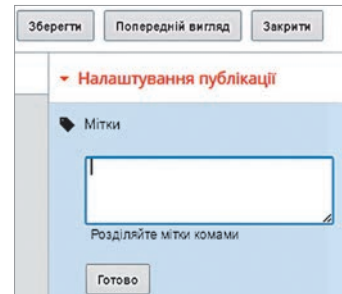 Зберегти Попередній вигляд Закрити
Налаштування публікації
Мітки
Розділяйте мітки комами
Готово